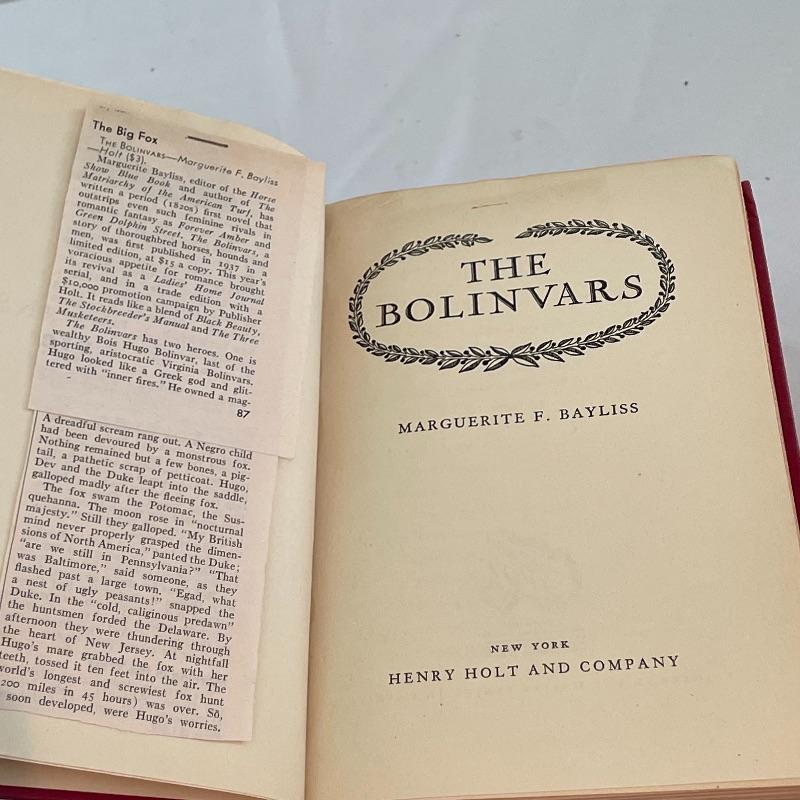 The Big Fox
THE BOLINVARS—Marguerite F. Bayliss
—Holt ($3).
Marguerite Bayliss, editor of the Horse
Show Blue Book and author of The
Matriarchy of the American Turf, has
written a period (1820s) first novel that
outstrips even such feminine rivals in
romantic fantasy as Forever Amber and
Green Dolphin Street. The Bolinvars, a
story of thoroughbred horses, hounds and
men, was first published in 1937 in a
limited edition, at $15 a copy. This year's
voracious appetite for romance brought
its revival as a Ladies' Home Journal
serial, and in a trade edition with a
$10,000 promotion campaign by Publisher
Holt. It reads like a blend of Black Beauty,
The Stockbreeder's Manual and The Three
Musketeers.
The Bolinvars has two heroes. One is
wealthy Bois Hugo Bolinvar, last of the
sporting, aristocratic Virginia Bolinvars.
Hugo looked like a Greek god and glit-
tered with "inner fires." He owned a mag-
87
A dreadful scream rang out. A Negro child
had been devoured by a monstrous fox.
Nothing remained but a few bones, a pig-
tail, a pathetic scrap of petticoat. Hugo,
Dev and the Duke leapt into the saddle,
galloped madly after the fleeing fox.
The fox swam the Potomac, the Sus-
quehanna. The moon rose in "nocturnal
majesty." Still they galloped. "My British
mind never properly grasped the dimen-
sions of North America," panted the Duke;
"are we still in Pennsylvania?" "That
was Baltimore," said someone, as they
flashed past a large town. "Egad, what
a nest of ugly peasants!" snapped the
Duke. In the "cold, caliginous predawn"
the huntsmen forded the Delaware. By
afternoon they were thundering through
the heart of New Jersey. At nightfall
Hugo's mare grabbed the fox with her
teeth, tossed it ten feet into the air. The
world's longest and screwiest fox hunt
200 miles in 45 hours) was over. So,
soon developed, were Hugo's worries.
THE
BOLINVARS
MARGUERITE F. BAYLISS
NEW YORK
HENRY HOLT AND COMPANY